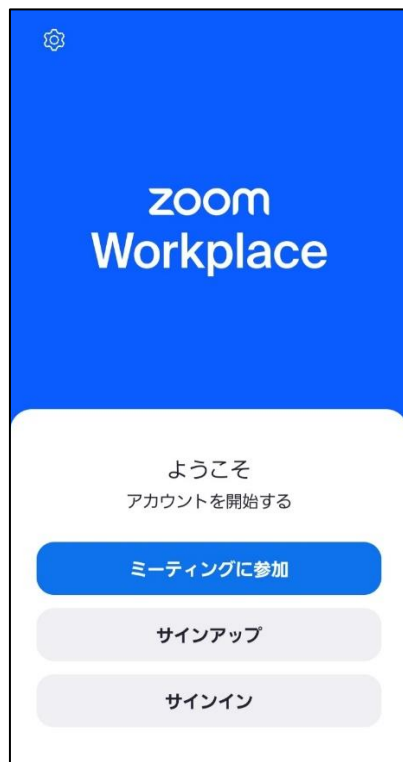 zoom
Workplace
ようこそ
アカウントを開始する
ミーティングに参加
サインアップ
サインイン